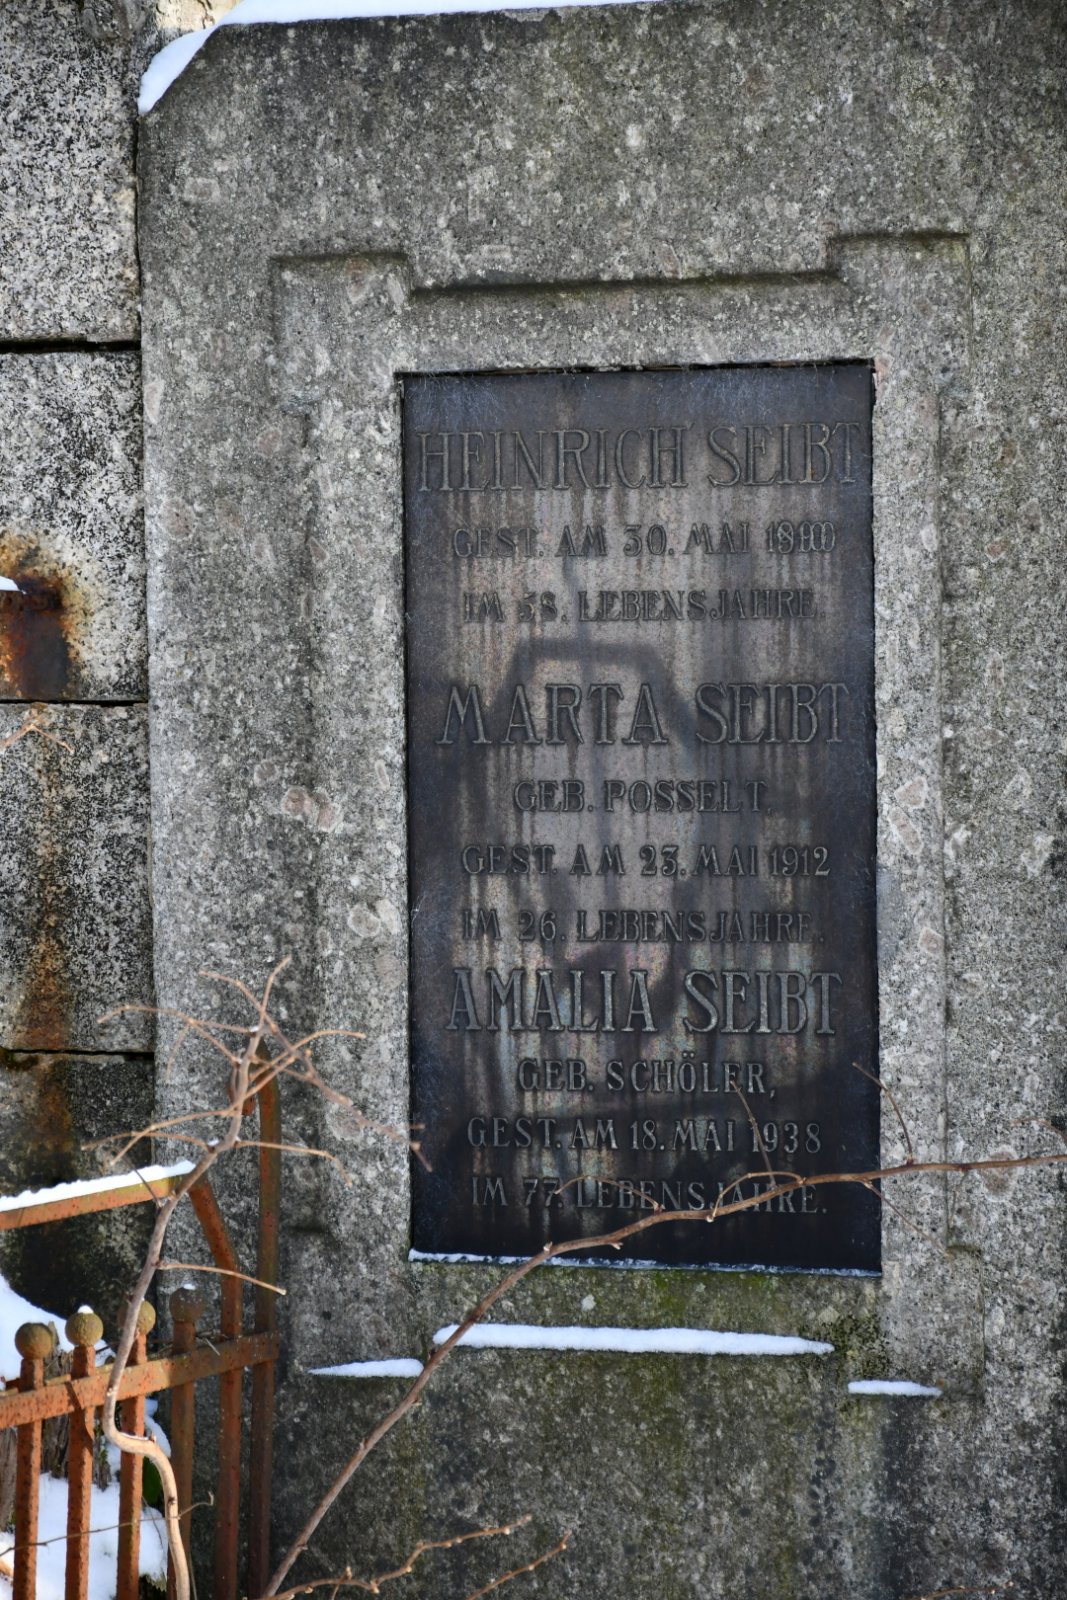 HEINRICH SEIBT
GEST. AM 30. MAI
IM 58. LEBENSJAHRE.
MARTA SEIBT
GEB. POSSELT,
GEST. AM 23. MAI 1912
IM 26. LEBENSJAHRE.
AMALIA SEIBT
GEB. SCHÖLER,
GEST. AM 18. MAI 1938
IM 77. LEBENSJAHRE.